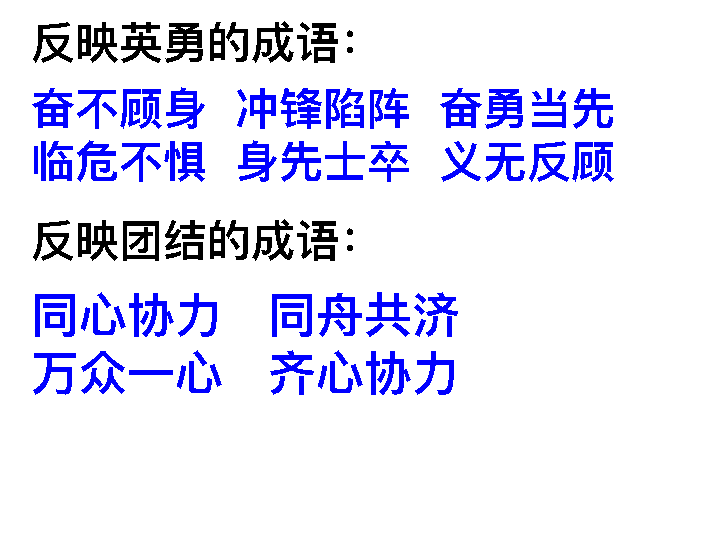 反映英勇的成语：
奋不顾身 冲锋陷阵 奋勇当先
临危不惧 身先士卒 义无反顾
反映团结的成语：
同心协力 同舟共济
万众一心 齐心协力